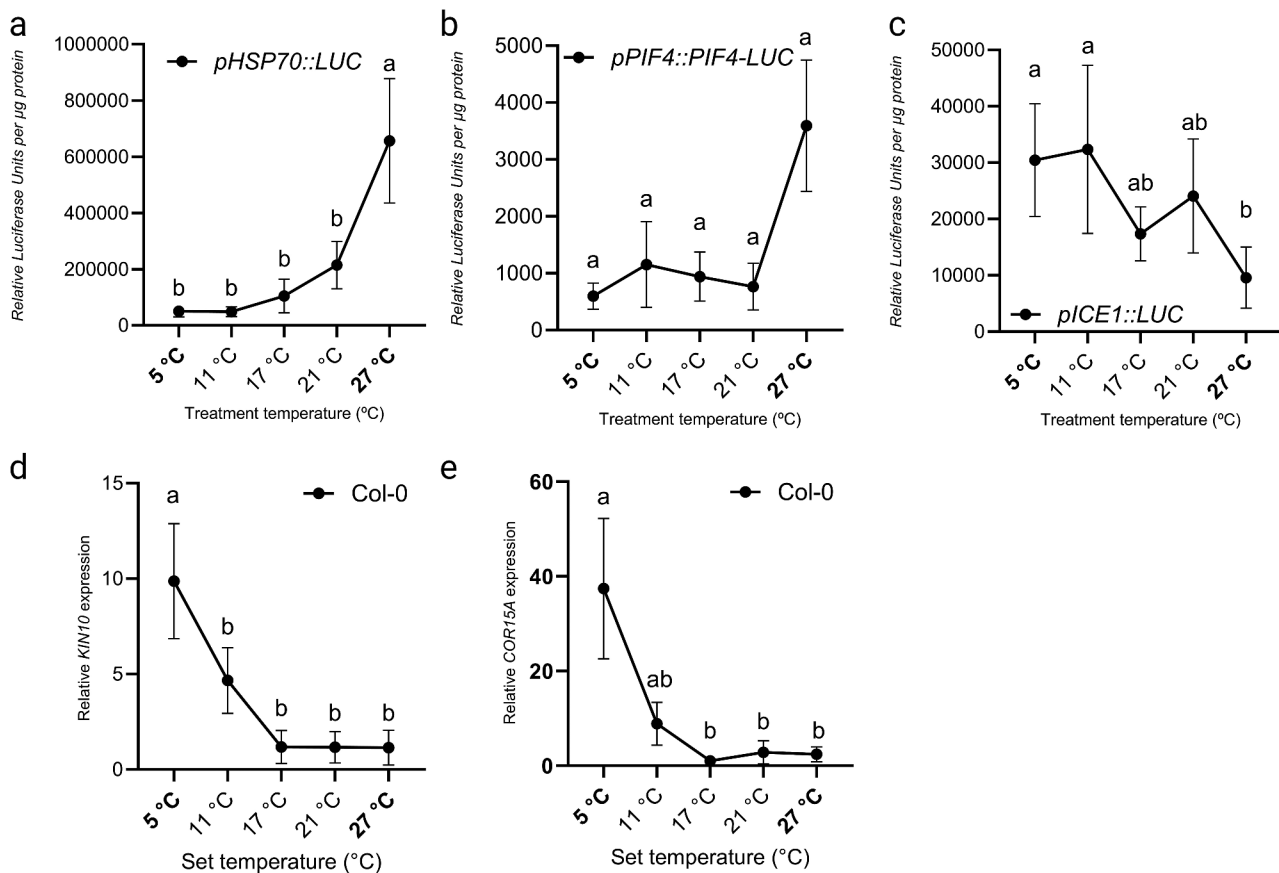 a
Relative Luciferase Units per µg protein
1000000
800000
600000
400000
200000
0
pHSP70::LUC
b
b
b
b
a
5 °C
11 °C
17 °C
21 °C
27 °C
Treatment temperature (ºC)
b
Relative Luciferase Units per µg protein
5000
4000
3000
2000
1000
0
pPIF4::PIF4-LUC
a
a
a
a
a
5 °C
11 °C
17 °C
21 °C
27 °C
Treatment temperature (ºC)
c
Relative Luciferase Units per µg protein
50000
40000
30000
20000
10000
0
a
a
ab
ab
b
pICE1::LUC
5 °C
11 °C
17 °C
21 °C
27 °C
Treatment temperature (ºC)
d
Relative KIN10 expression
15
10
5
0
Col-0
a
b
b
b
b
5 °C
11 °C
17 °C
21 °C
27 °C
Set temperature (°C)
e
Relative COR15A expression
60
40
20
0
Col-0
a
ab
b
b
b
5 °C
11 °C
17 °C
21 °C
27 °C
Set temperature (°C)